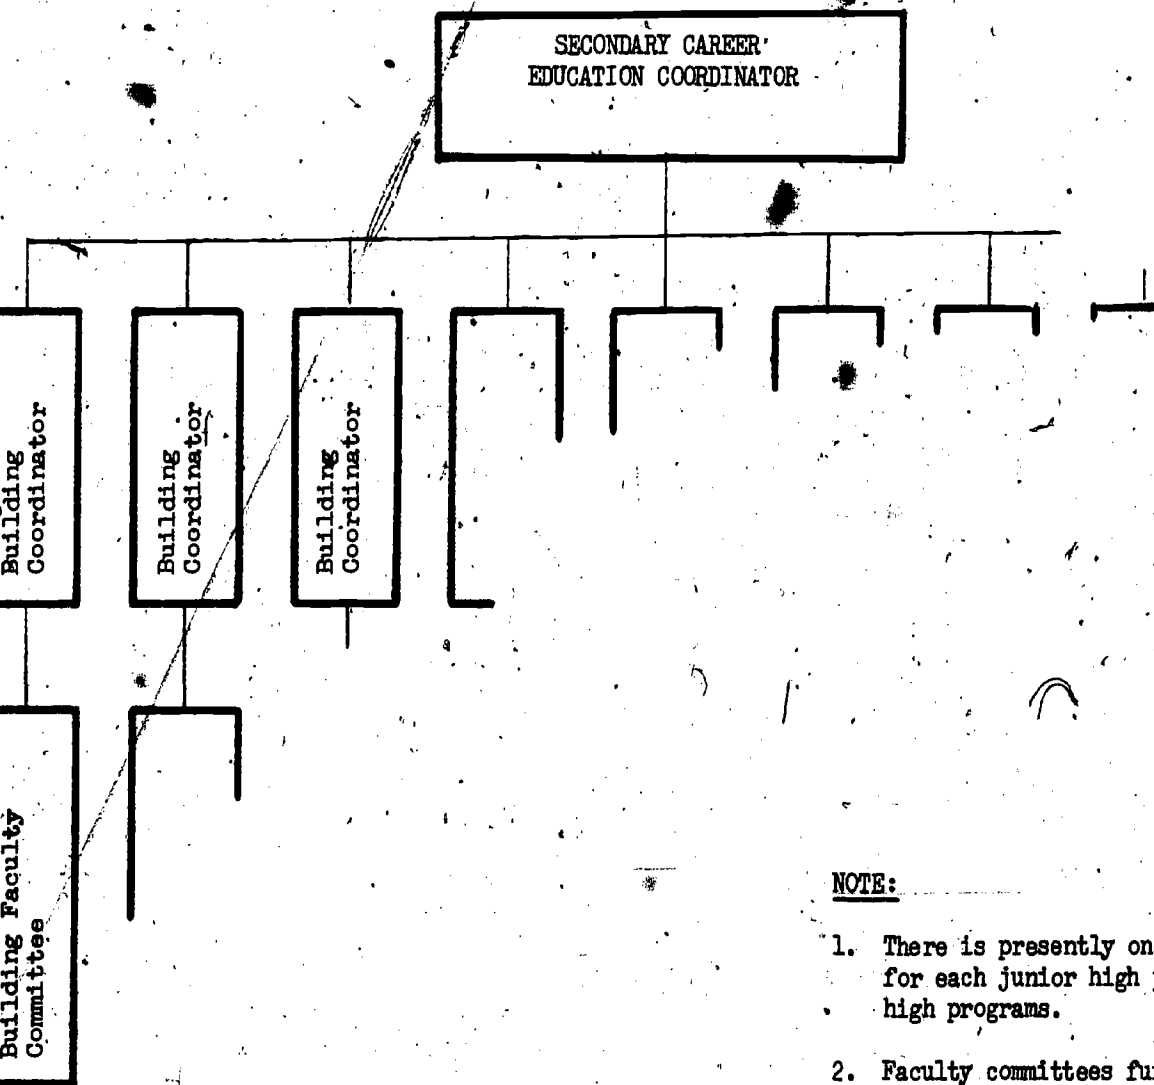 SECONDARY CAREER
EDUCATION COORDINATOR
Building
Coordinator
Building
Coordinator
Building
Coordinator
Building Faculty
Committee
NOTE:
1. There is presently on
for each junior high
high programs.
2. Faculty committees fu